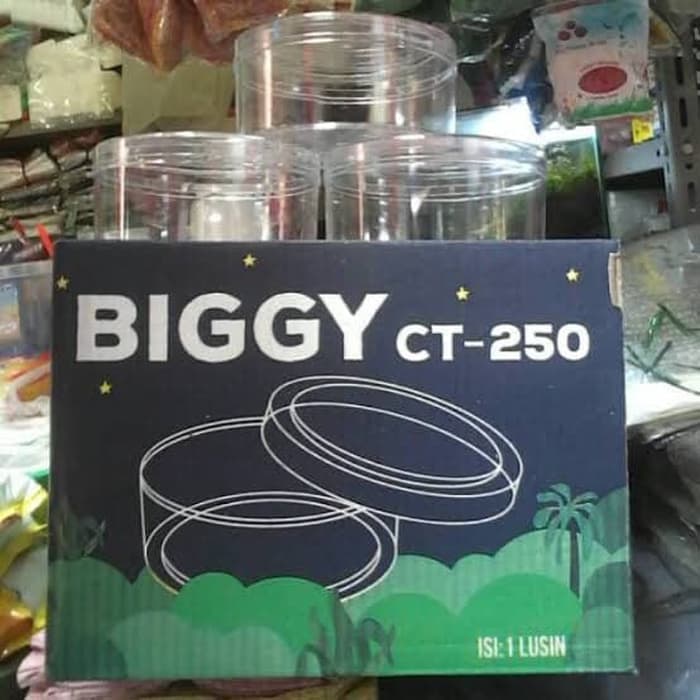 BIGGY CT-250
ISI: 1 LUSIN